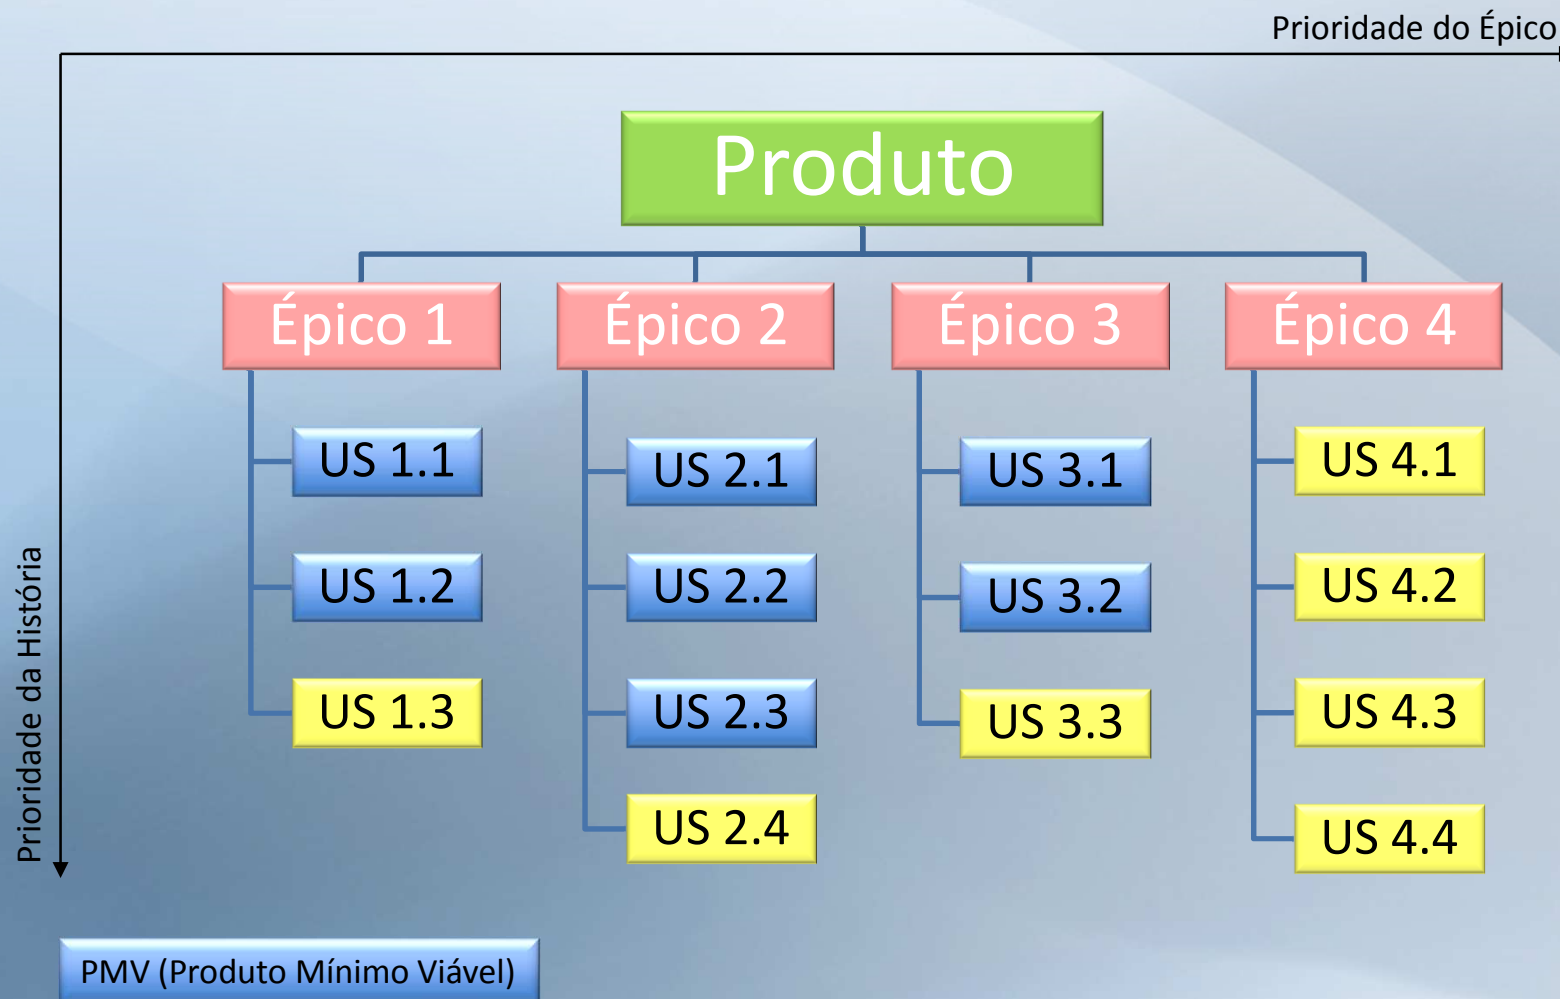 Prioridade do Épico
Produto
Épico 1
Épico 2
Épico 3
Épico 4
US 1.1
US 2.1
US 3.1
US 4.1
US 1.2
US 2.2
US 3.2
US 4.2
US 1.3
US 2.3
US 3.3
US 4.3
US 2.4
US 4.4
Prioridade da História
PMV (Produto Mínimo Viável)